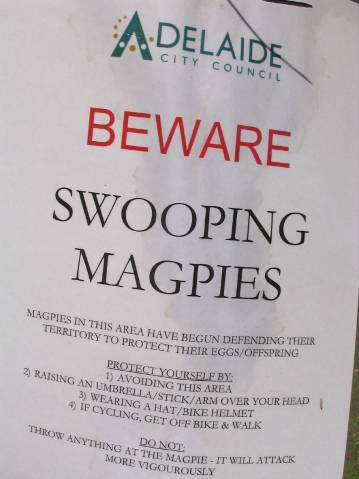 ADELAIDE
CITY COUNCIL
BEWARE
SWOOPING
MAGPIES
MAGPIES IN THIS AREA HAVE BEGUN DEFENDING THEIR
TERRITORY TO PROTECT THEIR EGGS/OFFSPRING
PROTECT YOURSELF BY:
1) AVOIDING THIS AREA
2) RAISING AN UMBRELLA/STICK/ARM OVER YOUR HEAD
3) WEARING A HAT/BIKE HELMET
4) IF CYCLING, GET OFF BIKE & WALK
DO NOT:
THROW ANYTHING AT THE MAGPIE - IT WILL ATTACK
MORE VIGOUROUSLY